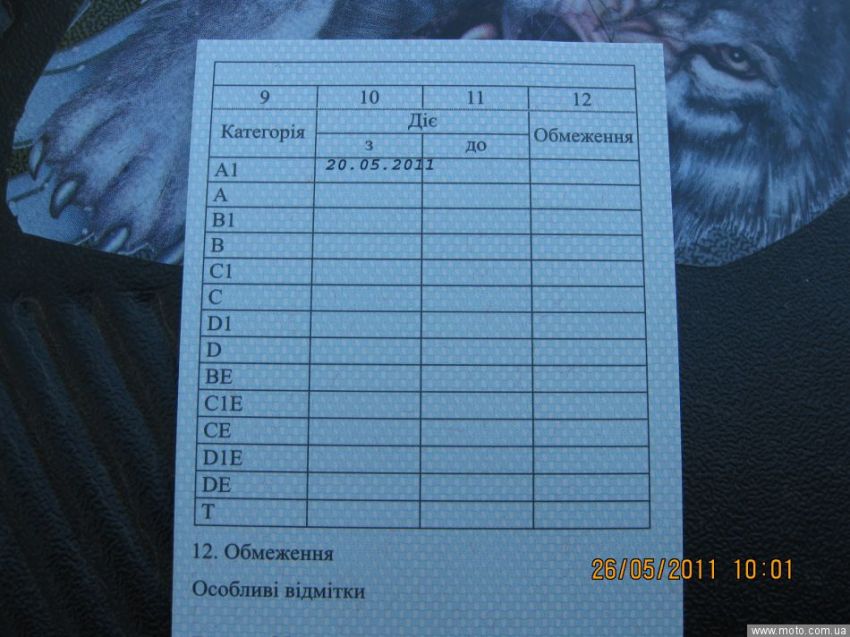 9 10 11 12
Категорія Діє Обмеження
з до
A1 20.05.2011
A
B1
B
C1
C
D1
D
BE
C1E
CE
D1E
DE
T
12. Обмеження
Особливі відмітки
26/05/2011 10:01
www.moto.com.ua